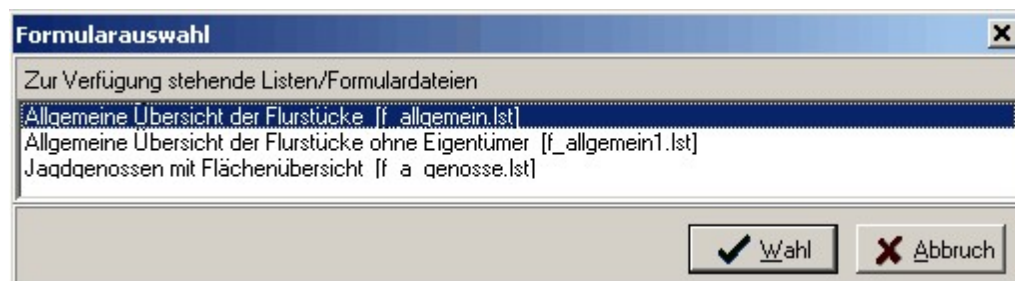 Formularauswahl
Zur Verfügung stehende Listen/Formulardateien
Allgemeine Übersicht der Flurstücke [f_allgemein.lst]
Allgemeine Übersicht der Flurstücke ohne Eigentümer [f_allgemein1.lst]
Jagdgenossen mit Flächenübersicht [f_a_genosse.lst]
Wahl
Abbruch